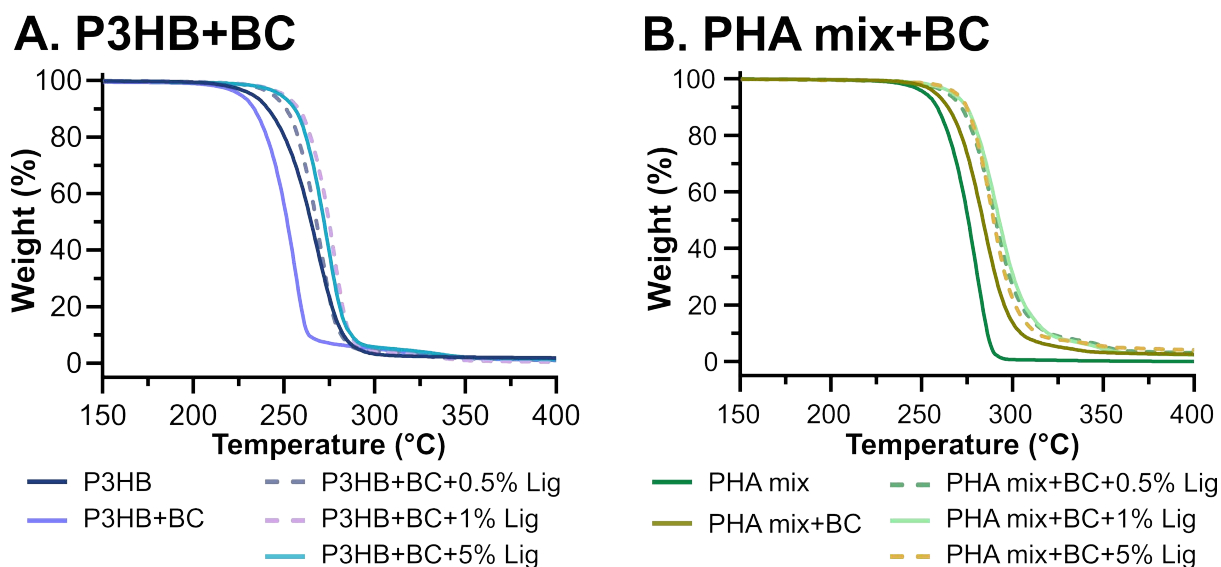 A. P3HB+BC
Weight (%)
100
80
60
40
20
0
150 200 250 300 350 400
Temperature (°C)
P3HB
P3HB+BC
P3HB+BC+0.5% Lig
P3HB+BC+1% Lig
P3HB+BC+5% Lig
B. PHA mix+BC
Weight (%)
100
80
60
40
20
0
150 200 250 300 350 400
Temperature (°C)
PHA mix
PHA mix+BC
PHA mix+BC+0.5% Lig
PHA mix+BC+1% Lig
PHA mix+BC+5% Lig